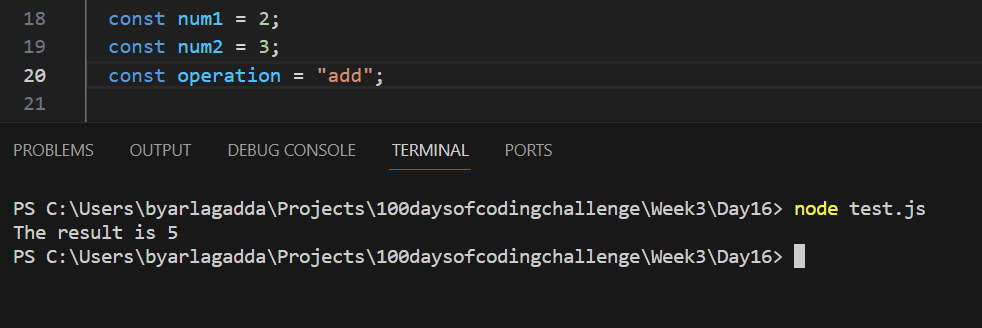 18 const num1 = 2;
19 const num2 = 3;
20 const operation = "add";
21
PROBLEMS OUTPUT DEBUG CONSOLE TERMINAL PORTS
PS C:\Users\byarlagadda\Projects\100daysofcodingchallenge\Week3\Day16> node test.js
The result is 5
PS C:\Users\byarlagadda\Projects\100daysofcodingchallenge\Week3\Day16>